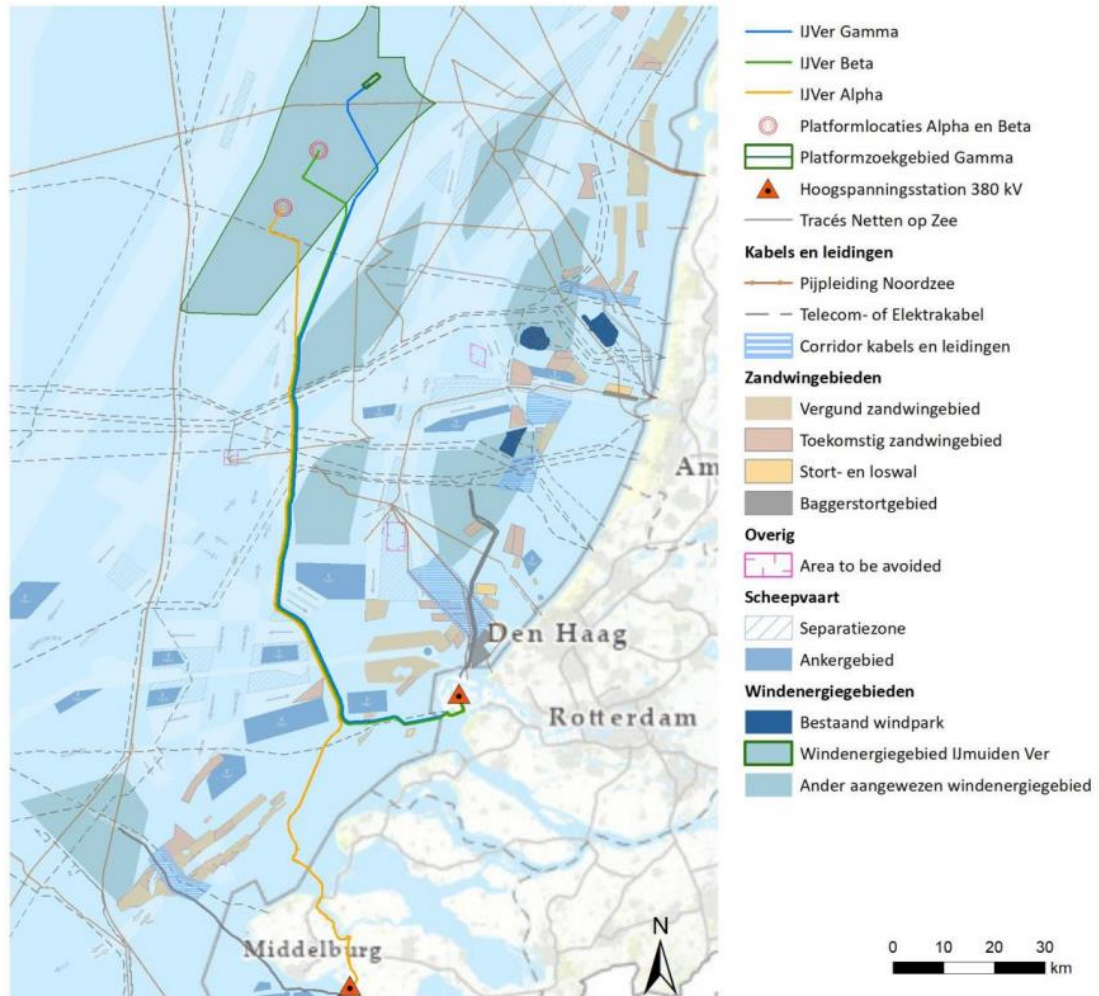 IJVer Gamma
IJVer Beta
IJVer Alpha
Platformlocaties Alpha en Beta
Platformzoekgebied Gamma
Hoogspanningsstation 380 kV
Tracés Netten op Zee
Kabels en leidingen
Pijpleiding Noordzee
Telecom- of Elektrakabel
Corridor kabels en leidingen
Zandwingebieden
Vergund zandwingebied
Toekomstig zandwingebied
Stort- en loswal
Baggerstortgebied
Overig
Area to be avoided
Scheepvaart
Separatiezone
Ankergebied
Windenergiegebieden
Bestaand windpark
Windenergiegebied IJmuiden Ver
Ander aangewezen windenergiegebied
Am
Den Haag
Rotterdam
Middelburg
N
0 10 20 30
km